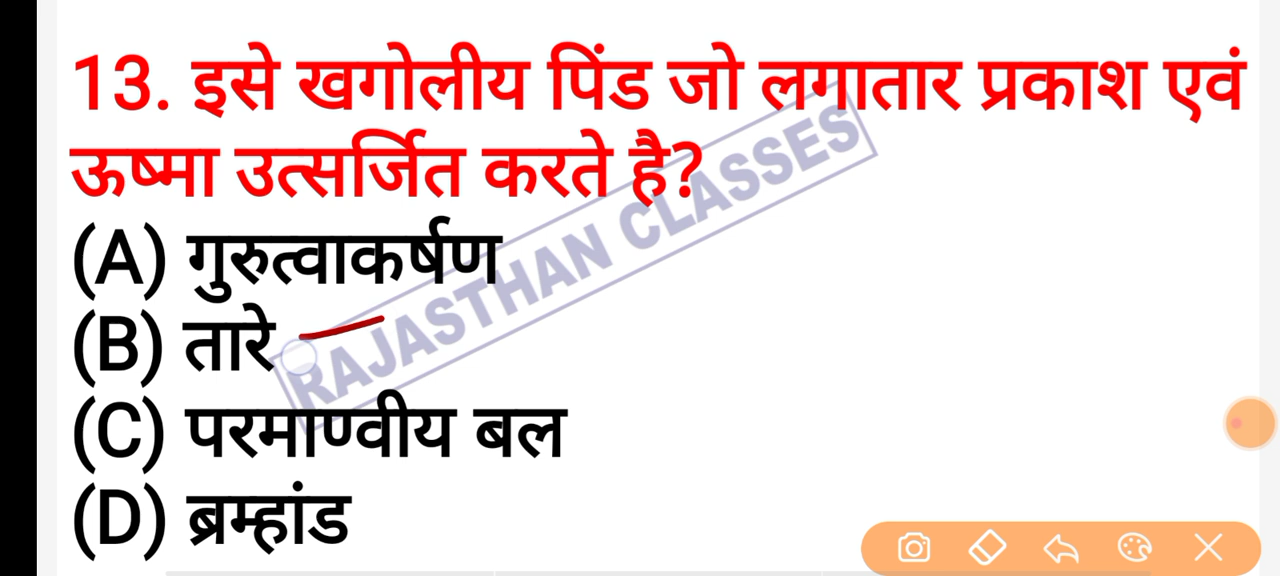 13. इसे खगोलीय पिंड जो लगातार प्रकाश एवं
ऊष्मा उत्सर्जित करते है?
(A) गुरुत्वाकर्षण
(B) तारे
(C) परमाण्वीय बल
(D) ब्रम्हांड
RAJASTHAN CLASSES